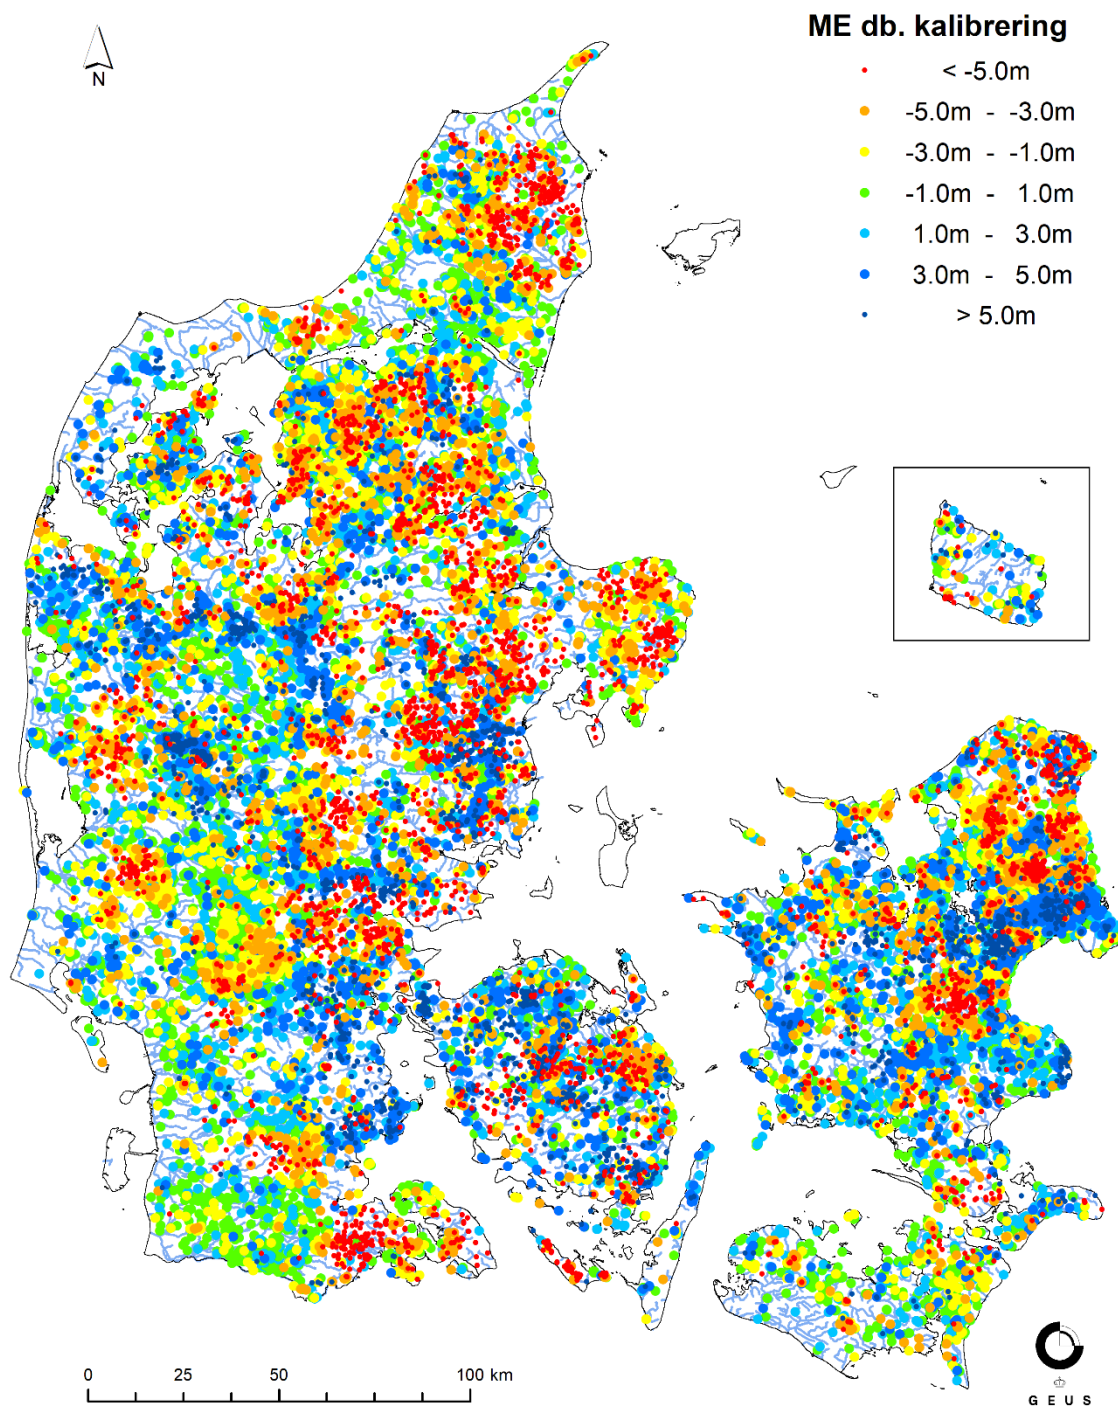 ME db. kalibrering
N
< -5.0m
-5.0m - -3.0m
-3.0m - -1.0m
-1.0m - 1.0m
1.0m - 3.0m
3.0m - 5.0m
> 5.0m
0 25 50 100 km
G E U S